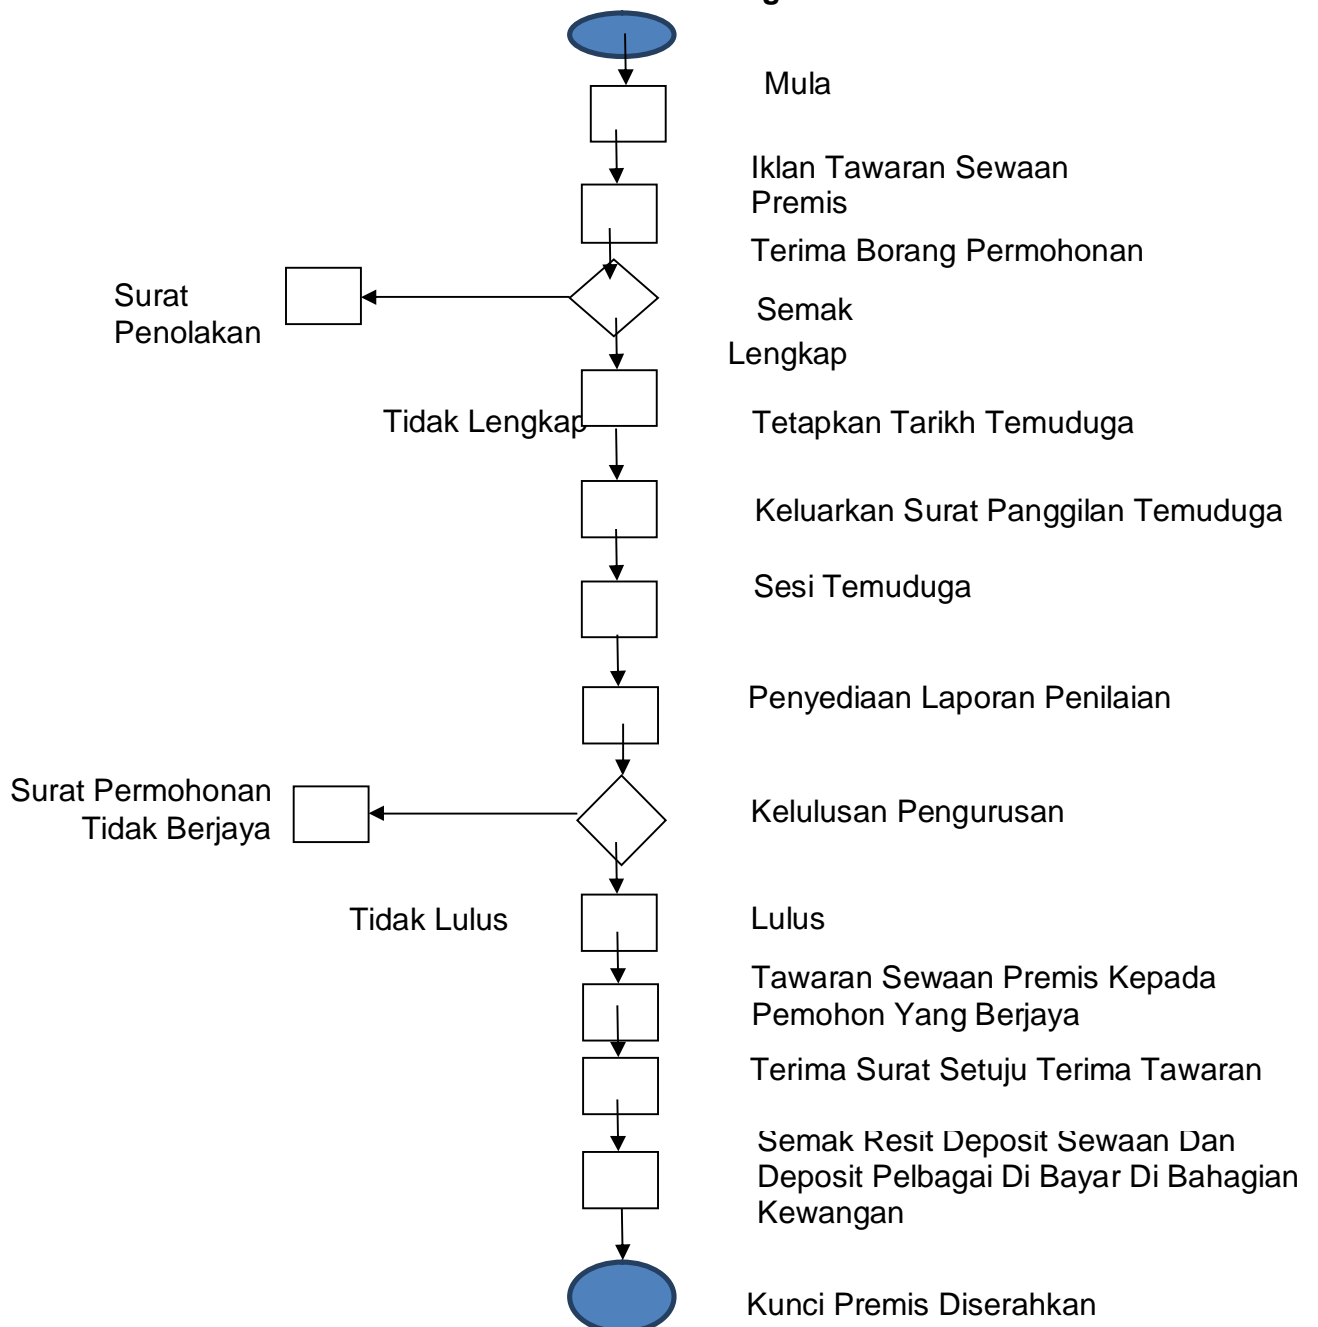 Mula
Iklan Tawaran Sewaan
Premis
Terima Borang Permohonan
Surat
Penolakan
Semak
Lengkap
Tidak Lengkap
Tetapkan Tarikh Temuduga
Keluarkan Surat Panggilan Temuduga
Sesi Temuduga
Penyediaan Laporan Penilaian
Surat Permohonan
Tidak Berjaya
Kelulusan Pengurusan
Tidak Lulus
Lulus
Tawaran Sewaan Premis Kepada
Pemohon Yang Berjaya
Terima Surat Setuju Terima Tawaran
Semak Resit Deposit Sewaan Dan
Deposit Pelbagai Di Bayar Di Bahagian
Kewangan
Kunci Premis Diserahkan